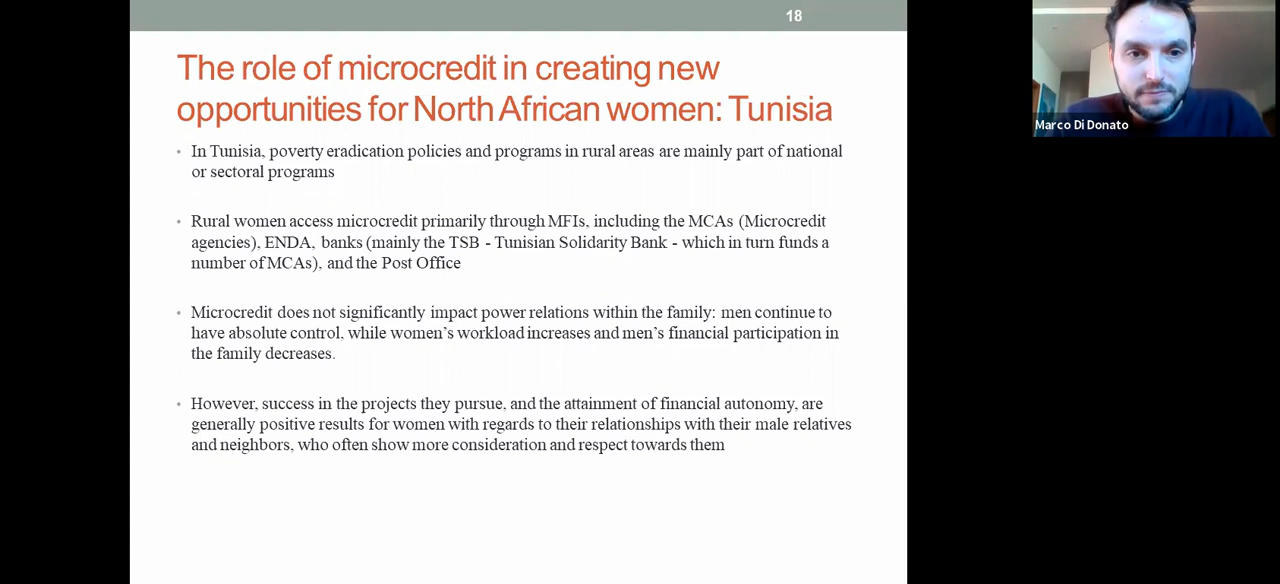 18
The role of microcredit in creating new
opportunities for North African women: Tunisia
• In Tunisia, poverty eradication policies and programs in rural areas are mainly part of national
or sectoral programs
• Rural women access microcredit primarily through MFIs, including the MCAs (Microcredit
agencies), ENDA, banks (mainly the TSB - Tunisian Solidarity Bank - which in turn funds a
number of MCAs), and the Post Office
• Microcredit does not significantly impact power relations within the family: men continue to
have absolute control, while women’s workload increases and men’s financial participation in
the family decreases.
• However, success in the projects they pursue, and the attainment of financial autonomy, are
generally positive results for women with regards to their relationships with their male relatives
and neighbors, who often show more consideration and respect towards them
Marco Di Donato